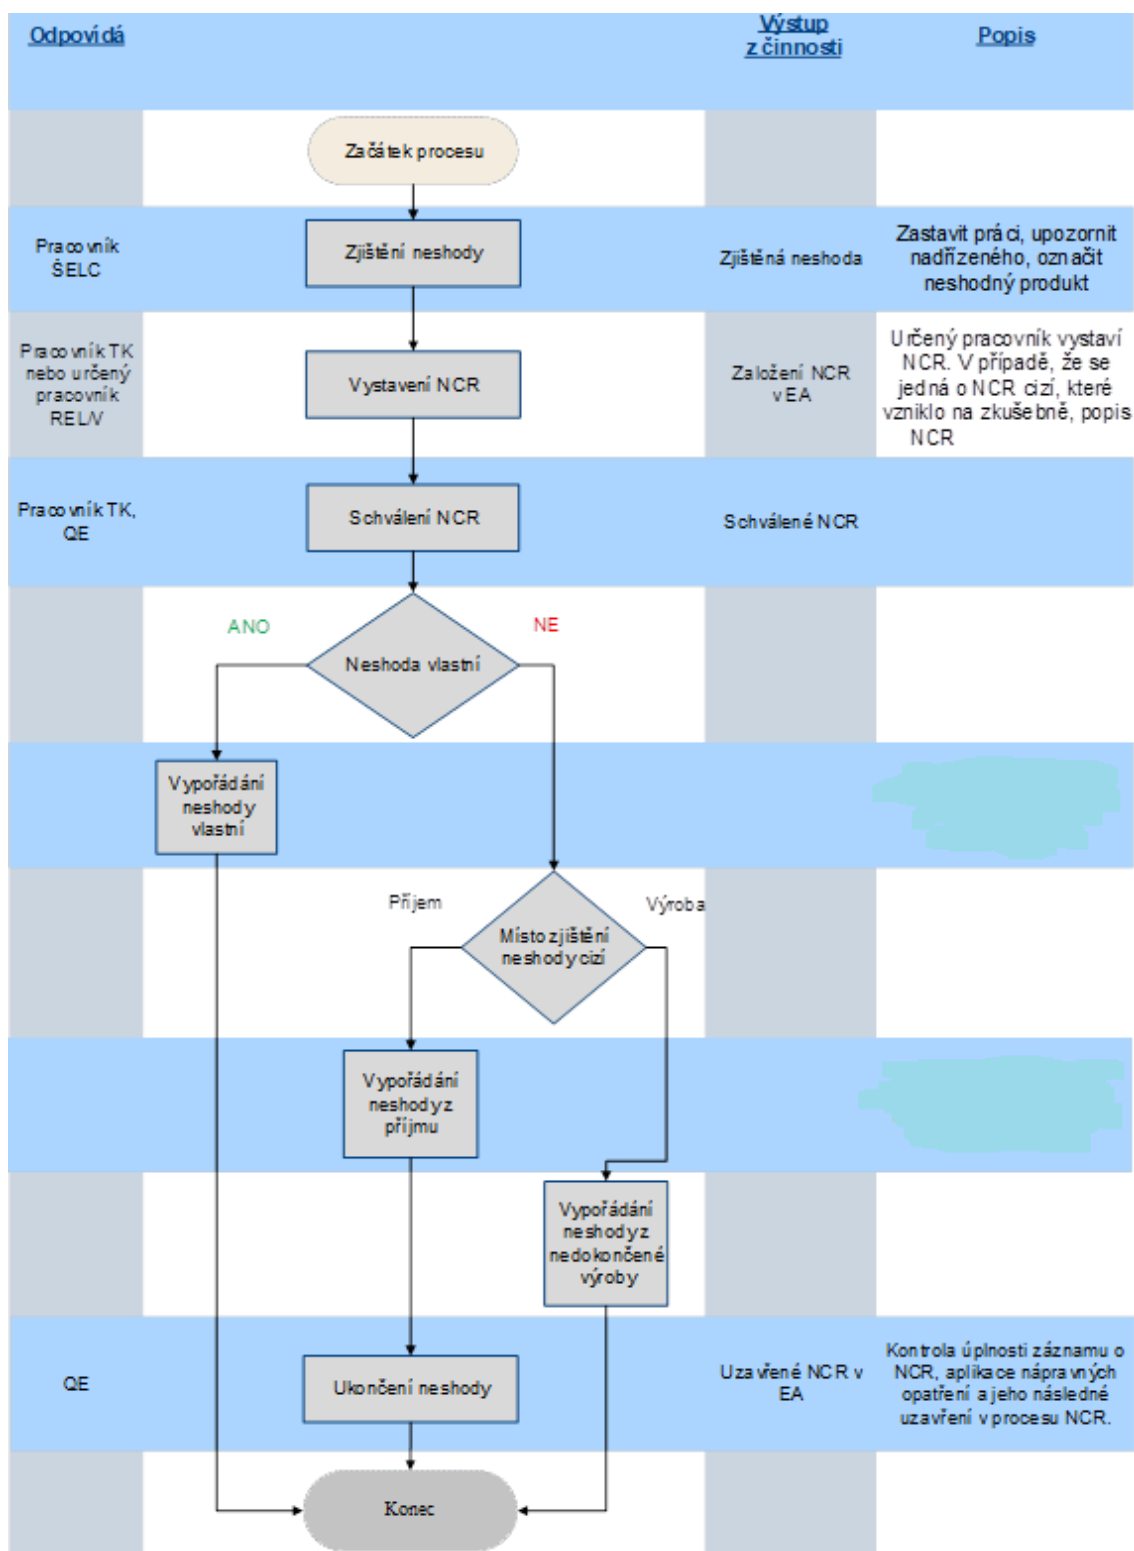 Odpovídá
Výstup
z činnosti
Popis
Začátek procesu
Pracovník
ŠELC
Zjištění neshody
Zjištěná neshoda
Zastavit práci, upozornit
nadřízeného, označit
neshodný produkt
Pracovník TK
nebo určený
pracovník
REL/V
Vystavení NCR
Založení NCR
v EA
Určený pracovník vystaví
NCR. V případě, že se
jedná o NCR cizí, které
vzniklo na zkušebně, popis
NCR
Pracovník TK,
QE
Schválení NCR
Schválené NCR
ANO
NE
Neshoda vlastní
Vypořádání
neshody
vlastní
Příjem
Výroba
Místo zjištění
neshody cizí
Vypořádání
neshody z
příjmu
Vypořádání
neshody z
nedokončené
výroby
QE
Ukončení neshody
Uzavřené NCR v
EA
Kontrola úplnosti záznamu o
NCR, aplikace nápravných
opatření a jeho následné
uzavření v procesu NCR.
Konec